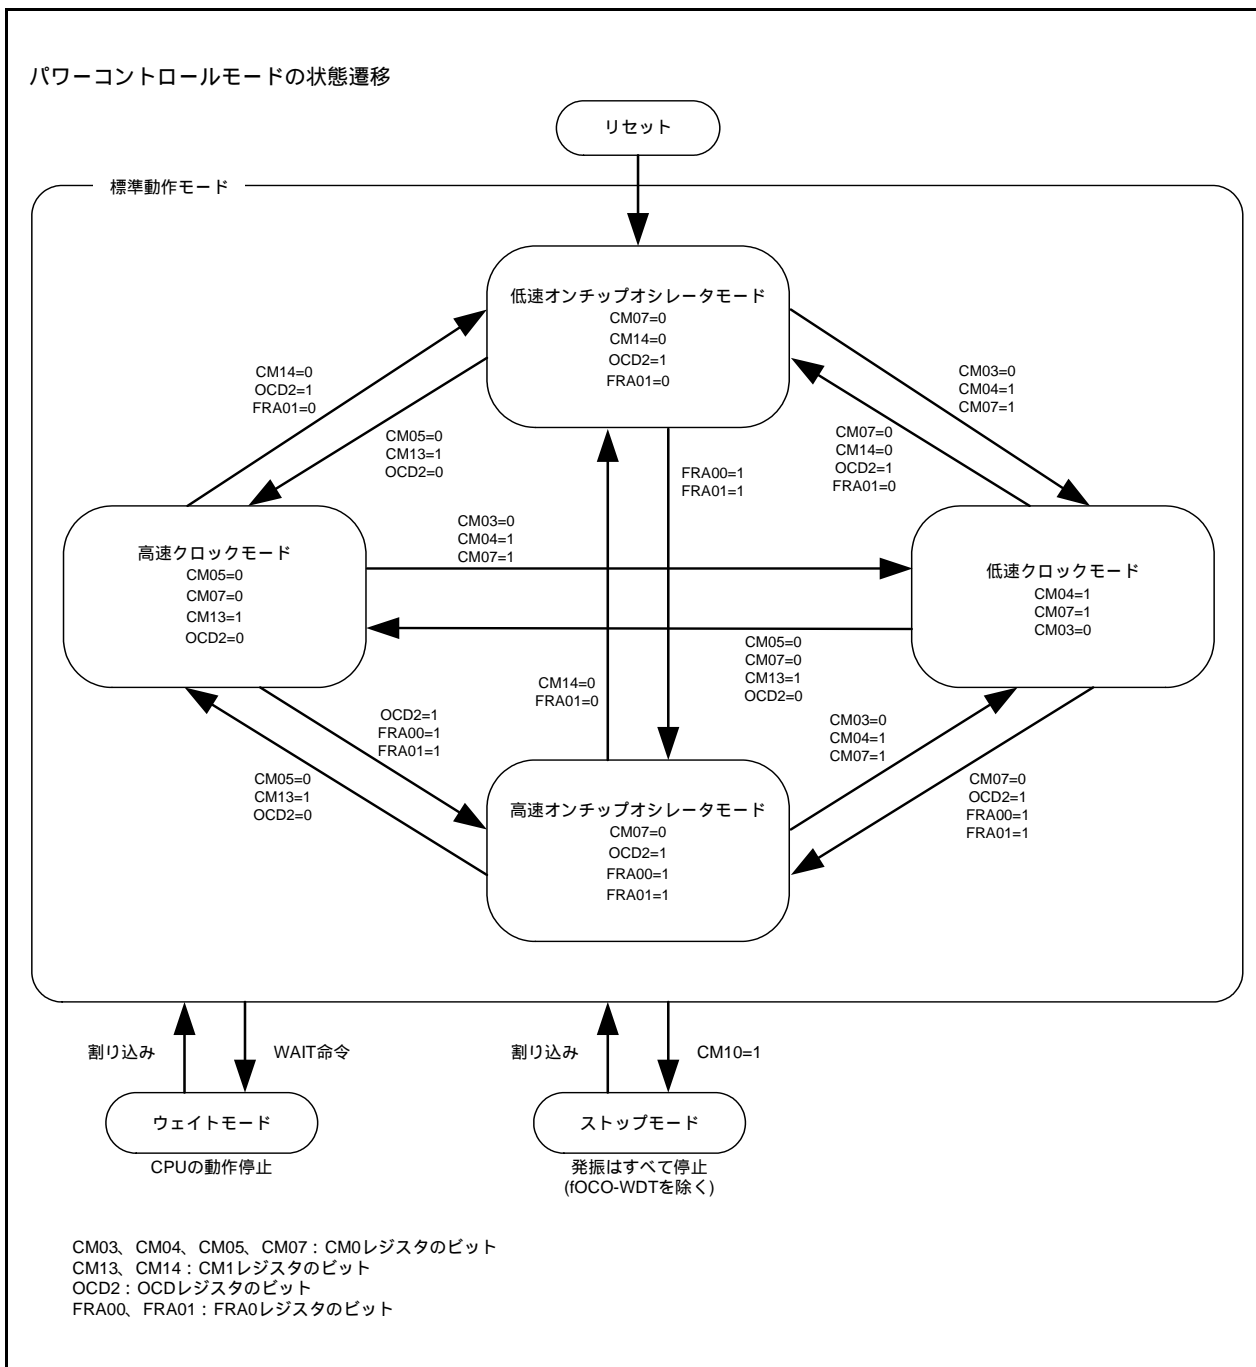 パワーコントロールモードの状態遷移
リセット
標準動作モード
低速オンチップオシレータモード
CM07=0
CM14=0
OCD2=1
FRA01=0
CM14=0
OCD2=1
FRA01=0
CM05=0
CM13=1
OCD2=0
CM03=0
CM04=1
CM07=1
CM07=0
CM14=0
OCD2=1
FRA01=0
FRA00=1
FRA01=1
高速クロックモード
CM05=0
CM07=0
CM13=1
OCD2=0
CM03=0
CM04=1
CM07=1
低速クロックモード
CM04=1
CM07=1
CM03=0
CM05=0
CM07=0
CM13=1
OCD2=0
CM14=0
FRA01=0
OCD2=1
FRA00=1
FRA01=1
CM03=0
CM04=1
CM07=1
CM05=0
CM13=1
OCD2=0
CM07=0
OCD2=1
FRA00=1
FRA01=1
高速オンチップオシレータモード
CM07=0
OCD2=1
FRA00=1
FRA01=1
割り込み
WAIT命令
割り込み
CM10=1
ウェイトモード
CPUの動作停止
ストップモード
発振はすべて停止
(fOCO-WDTを除く)
CM03、CM04、CM05、CM07：CM0レジスタのビット
CM13、CM14：CM1レジスタのビット
OCD2：OCDレジスタのビット
FRA00、FRA01：FRA0レジスタのビット